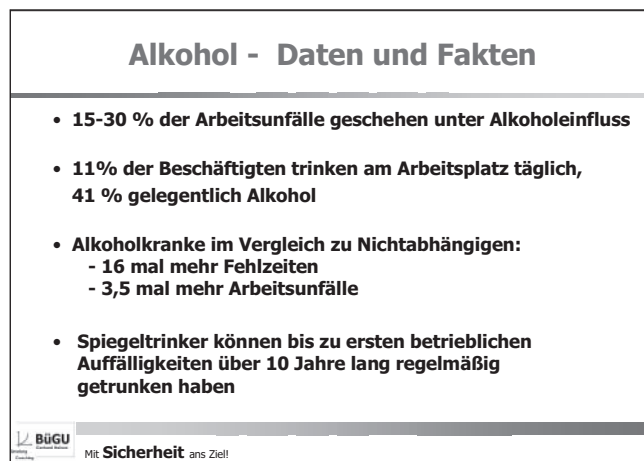 Alkohol - Daten und Fakten
• 15-30 % der Arbeitsunfälle geschehen unter Alkoholeinfluss
• 11% der Beschäftigten trinken am Arbeitsplatz täglich,
41 % gelegentlich Alkohol
• Alkoholkranke im Vergleich zu Nichtabhängigen:
- 16 mal mehr Fehlzeiten
- 3,5 mal mehr Arbeitsunfälle
• Spiegeltrinker können bis zu ersten betrieblichen
Auffälligkeiten über 10 Jahre lang regelmäßig
getrunken haben
BüGU
Mit Sicherheit ans Ziel!